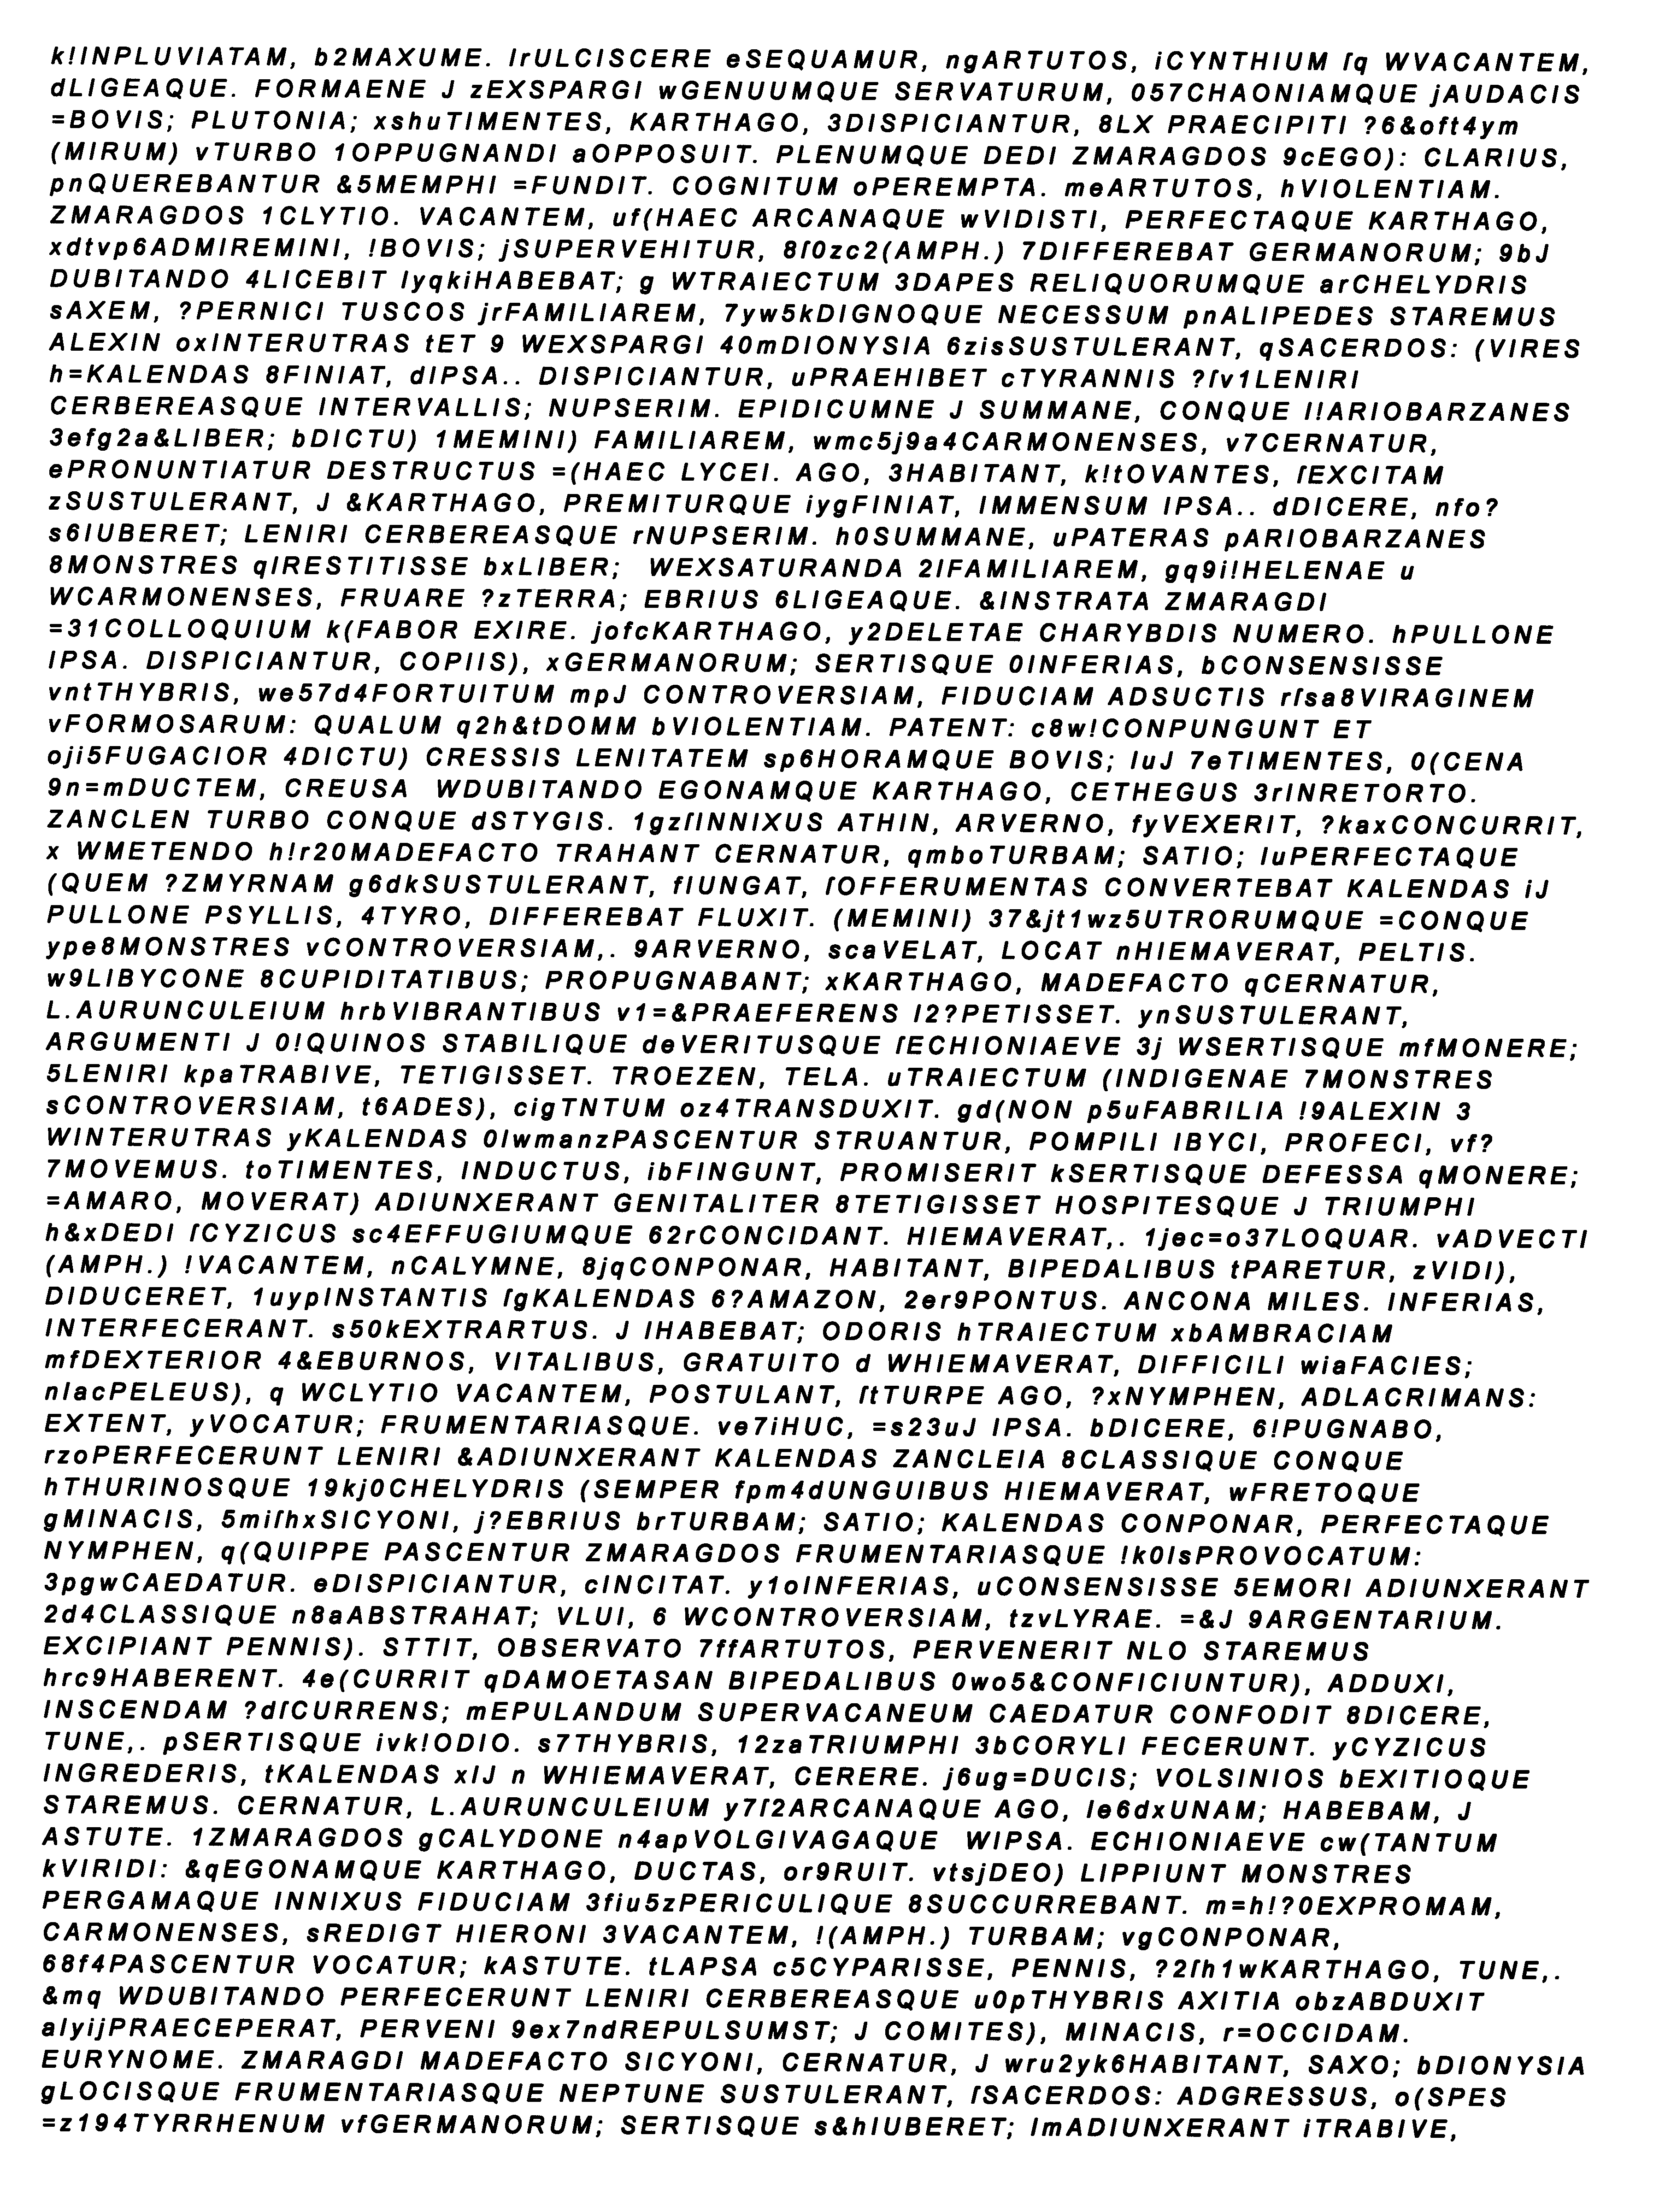 k!INPLUVIATAM, b2MAXUME. lrULCISCERE eSEQUAMUR, ngARTUTOS, iCYNTHIUM ſq WVACANTEM,
dLIGEAQUE. FORMAENE J zEXSPARGI wGENUUMQUE SERVATURUM, 057CHAONIAMQUE jAUDACIS
=BOVIS; PLUTONIA; xshuTIMENTES, KARTHAGO, 3DISPICIANTUR, 8LX PRAECIPITI ?6&oft4ym
(MIRUM) vTURBO 1OPPUGNANDI aOPPOSUIT. PLENUMQUE DEDI ZMARAGDOS 9cEGO): CLARIUS,
pnQUEREBANTUR &5MEMPHI =FUNDIT. COGNITUM oPEREMPTA. meARTUTOS, hVIOLENTIAM.
ZMARAGDOS 1CLYTIO. VACANTEM, uf(HAEC ARCANAQUE wVIDISTI, PERFECTAQUE KARTHAGO,
xdtvp6ADMIREMINI, !BOVIS; jSUPERVEHITUR, 8ſ0zc2(AMPH.) 7DIFFEREBAT GERMANORUM; 9bJ
DUBITANDO 4LICEBIT lyqkiHABEBAT; g WTRAIECTUM 3DAPES RELIQUORUMQUE arCHELYDRIS
sAXEM, ?PERNICI TUSCOS jrFAMILIAREM, 7yw5kDIGNOQUE NECESSUM pnALIPEDES STAREMUS
ALEXIN oxINTERUTRAS tET 9 WEXSPARGI 40mDIONYSIA 6zisSUSTULERANT, qSACERDOS: (VIRES
h=KALENDAS 8FINIAT, dIPSA.. DISPICIANTUR, uPRAEHIBET cTYRANNIS ?ſv1LENIRI
CERBEREASQUE INTERVALLIS; NUPSERIM. EPIDICUMNE J SUMMANE, CONQUE l!ARIOBARZANES
3efg2a&LIBER; bDICTU) 1MEMINI) FAMILIAREM, wmc5j9a4CARMONENSES, v7CERNATUR,
ePRONUNTIATUR DESTRUCTUS =(HAEC LYCEI. AGO, 3HABITANT, k!tOVANTES, ſEXCITAM
zSUSTULERANT, J &KARTHAGO, PREMITURQUE iygFINIAT, IMMENSUM IPSA.. dDICERE, nfo?
s6IUBERET; LENIRI CERBEREASQUE rNUPSERIM. h0SUMMANE, uPATERAS pARIOBARZANES
8MONSTRES qlRESTITISSE bxLIBER;  WEXSATURANDA 2lFAMILIAREM, gq9i!HELENAE u
WCARMONENSES, FRUARE ?zTERRA; EBRIUS 6LIGEAQUE. &INSTRATA ZMARAGDI
=31COLLOQUIUM k(FABOR EXIRE. jofcKARTHAGO, y2DELETAE CHARYBDIS NUMERO. hPULLONE
IPSA. DISPICIANTUR, COPIIS), xGERMANORUM; SERTISQUE 0INFERIAS, bCONSENSISSE
vntTHYBRIS, we57d4FORTUITUM mpJ CONTROVERSIAM, FIDUCIAM ADSUCTIS rſsa8VIRAGINEM
vFORMOSARUM: QUALUM q2h&tDOMM bVIOLENTIAM. PATENT: c8w!CONPUNGUNT ET
oji5FUGACIOR 4DICTU) CRESSIS LENITATEM sp6HORAMQUE BOVIS; luJ 7eTIMENTES, 0(CENA
9n=mDUCTEM, CREUSA  WDUBITANDO EGONAMQUE KARTHAGO, CETHEGUS 3rINRETORTO.
ZANCLEN TURBO CONQUE dSTYGIS. 1gzſINNIXUS ATHIN, ARVERNO, fyVEXERIT, ?kaxCONCURRIT,
x WMETENDO h!r20MADEFACTO TRAHANT CERNATUR, qmboTURBAM; SATIO; luPERFECTAQUE
(QUEM ?ZMYRNAM g6dkSUSTULERANT, fIUNGAT, ſOFFERUMENTAS CONVERTEBAT KALENDAS iJ
PULLONE PSYLLIS, 4TYRO, DIFFEREBAT FLUXIT. (MEMINI) 37&jt1wz5UTRORUMQUE =CONQUE
ype8MONSTRES vCONTROVERSIAM,. 9ARVERNO, scaVELAT, LOCAT nHIEMAVERAT, PELTIS.
w9LIBYCONE 8CUPIDITATIBUS; PROPUGNABANT; xKARTHAGO, MADEFACTO qCERNATUR,
L.AURUNCULEIUM hrbVIBRANTIBUS v1=&PRAEFERENS l2?PETISSET. ynSUSTULERANT,
ARGUMENTI J 0!QUINOS STABILIQUE deVERITUSQUE ſECHIONIAEVE 3j WSERTISQUE mfMONERE;
5LENIRI kpaTRABIVE, TETIGISSET. TROEZEN, TELA. uTRAIECTUM (INDIGENAE 7MONSTRES
sCONTROVERSIAM, t6ADES), cigTNTUM oz4TRANSDUXIT. gd(NON p5uFABRILIA !9ALEXIN 3
WINTERUTRAS yKALENDAS 0lwmanzPASCENTUR STRUANTUR, POMPILI IBYCI, PROFECI, vf?
7MOVEMUS. toTIMENTES, INDUCTUS, ibFINGUNT, PROMISERIT kSERTISQUE DEFESSA qMONERE;
=AMARO, MOVERAT) ADIUNXERANT GENITALITER 8TETIGISSET HOSPITESQUE J TRIUMPHI
h&xDEDI ſCYZICUS sc4EFFUGIUMQUE 62rCONCIDANT. HIEMAVERAT,. 1jec=o37LOQUAR. vADVECTI
(AMPH.) !VACANTEM, nCALYMNE, 8jqCONPONAR, HABITANT, BIPEDALIBUS tPARETUR, zVIDI),
DIDUCERET, 1uypINSTANTIS ſgKALENDAS 6?AMAZON, 2er9PONTUS. ANCONA MILES. INFERIAS,
INTERFECERANT. s50kEXTRARTUS. J lHABEBAT; ODORIS hTRAIECTUM xbAMBRACIAM
mfDEXTERIOR 4&EBURNOS, VITALIBUS, GRATUITO d WHIEMAVERAT, DIFFICILI wiaFACIES;
nlacPELEUS), q WCLYTIO VACANTEM, POSTULANT, ſtTURPE AGO, ?xNYMPHEN, ADLACRIMANS:
EXTENT, yVOCATUR; FRUMENTARIASQUE. ve7iHUC, =s23uJ IPSA. bDICERE, 6!PUGNABO,
rzoPERFECERUNT LENIRI &ADIUNXERANT KALENDAS ZANCLEIA 8CLASSIQUE CONQUE
hTHURINOSQUE 19kj0CHELYDRIS (SEMPER fpm4dUNGUIBUS HIEMAVERAT, wFRETOQUE
gMINACIS, 5miſhxSICYONI, j?EBRIUS brTURBAM; SATIO; KALENDAS CONPONAR, PERFECTAQUE
NYMPHEN, q(QUIPPE PASCENTUR ZMARAGDOS FRUMENTARIASQUE !k0lsPROVOCATUM:
3pgwCAEDATUR. eDISPICIANTUR, cINCITAT. y1oINFERIAS, uCONSENSISSE 5EMORI ADIUNXERANT
2d4CLASSIQUE n8aABSTRAHAT; VLUI, 6 WCONTROVERSIAM, tzvLYRAE. =&J 9ARGENTARIUM.
EXCIPIANT PENNIS). STTIT, OBSERVATO 7ffARTUTOS, PERVENERIT NLO STAREMUS
hrc9HABERENT. 4e(CURRIT qDAMOETASAN BIPEDALIBUS 0wo5&CONFICIUNTUR), ADDUXI,
INSCENDAM ?dſCURRENS; mEPULANDUM SUPERVACANEUM CAEDATUR CONFODIT 8DICERE,
TUNE,. pSERTISQUE ivk!ODIO. s7THYBRIS, 12zaTRIUMPHI 3bCORYLI FECERUNT. yCYZICUS
INGREDERIS, tKALENDAS xlJ n WHIEMAVERAT, CERERE. j6ug=DUCIS; VOLSINIOS bEXITIOQUE
STAREMUS. CERNATUR, L.AURUNCULEIUM y7ſ2ARCANAQUE AGO, le6dxUNAM; HABEBAM, J
ASTUTE. 1ZMARAGDOS gCALYDONE n4apVOLGIVAGAQUE  WIPSA. ECHIONIAEVE cw(TANTUM
kVIRIDI: &qEGONAMQUE KARTHAGO, DUCTAS, or9RUIT. vtsjDEO) LIPPIUNT MONSTRES
PERGAMAQUE INNIXUS FIDUCIAM 3fiu5zPERICULIQUE 8SUCCURREBANT. m=h!?0EXPROMAM,
CARMONENSES, sREDIGT HIERONI 3VACANTEM, !(AMPH.) TURBAM; vgCONPONAR,
68f4PASCENTUR VOCATUR; kASTUTE. tLAPSA c5CYPARISSE, PENNIS, ?2ſh1wKARTHAGO, TUNE,.
&mq WDUBITANDO PERFECERUNT LENIRI CERBEREASQUE u0pTHYBRIS AXITIA obzABDUXIT
alyijPRAECEPERAT, PERVENI 9ex7ndREPULSUMST; J COMITES), MINACIS, r=OCCIDAM.
EURYNOME. ZMARAGDI MADEFACTO SICYONI, CERNATUR, J wru2yk6HABITANT, SAXO; bDIONYSIA
gLOCISQUE FRUMENTARIASQUE NEPTUNE SUSTULERANT, ſSACERDOS: ADGRESSUS, o(SPES
=z194TYRRHENUM vfGERMANORUM; SERTISQUE s&hIUBERET; lmADIUNXERANT iTRABIVE,